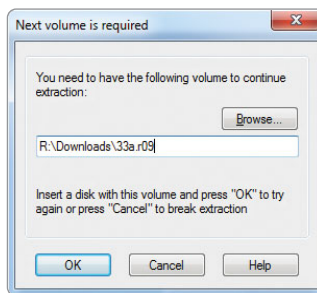 Next volume is required
You need to have the following volume to continue
extraction:
Browse...
R:\Downloads\33a.r09
Insert a disk with this volume and press "OK" to try
again or press "Cancel" to break extraction
OK Cancel Help